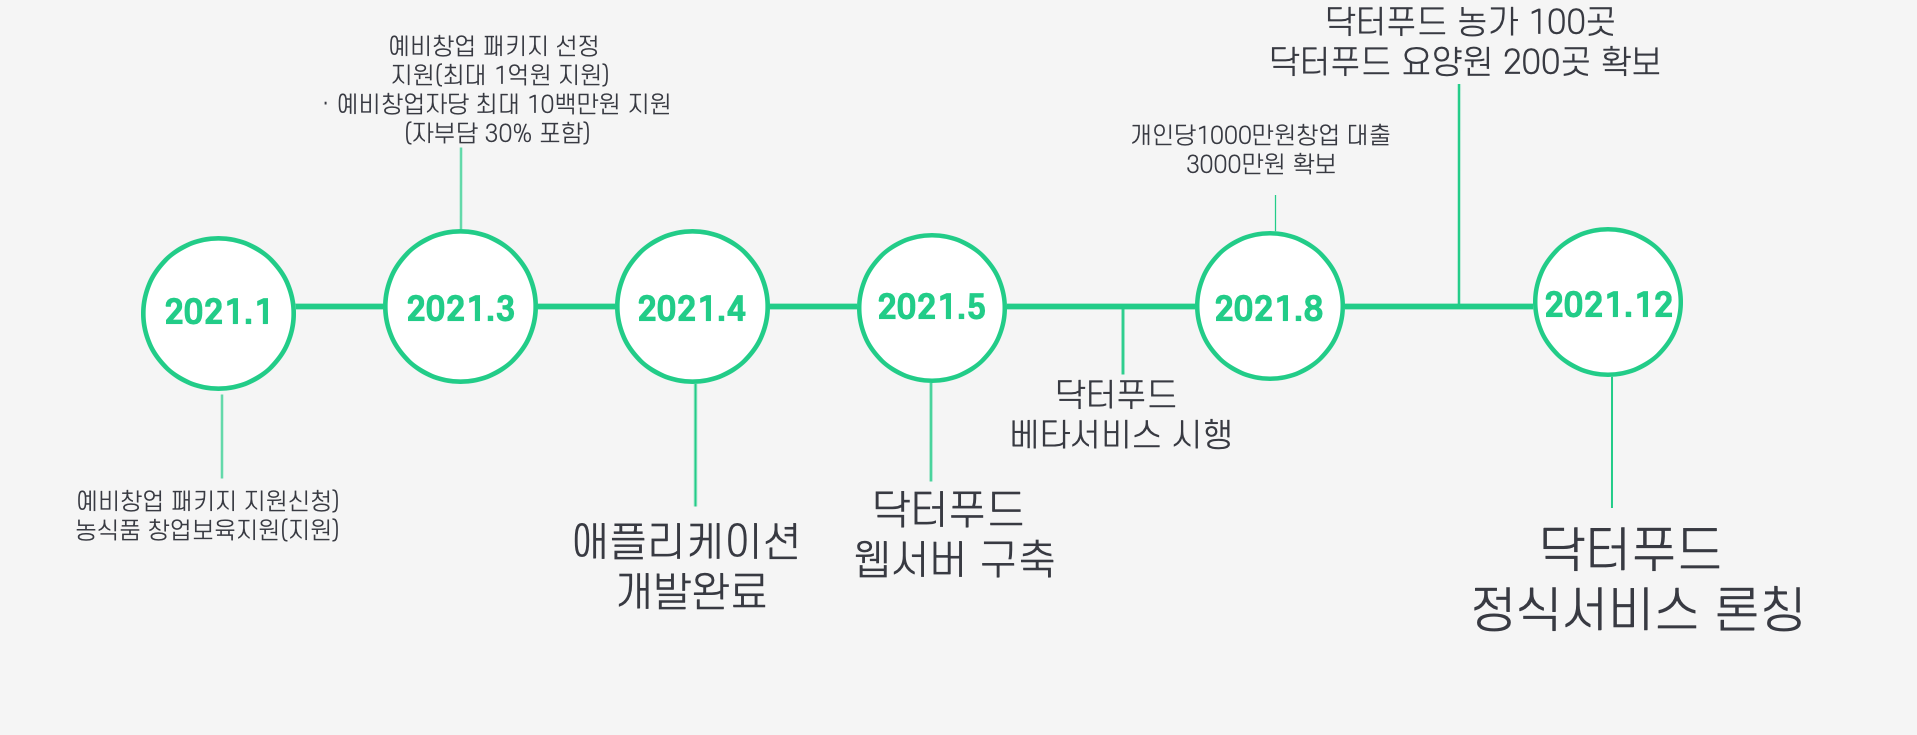 예비창업 패키지 선정
지원(최대 1억원 지원)
· 예비창업자당 최대 10백만원 지원
(자부담 30% 포함)
닥터푸드 농가 100곳
닥터푸드 요양원 200곳 확보
개인당1000만원창업 대출
3000만원 확보
2021.1
2021.3
2021.4
2021.5
2021.8
2021.12
예비창업 패키지 지원신청)
농식품 창업보육지원(지원)
애플리케이션
개발완료
닥터푸드
웹서버 구축
닥터푸드
베타서비스 시행
닥터푸드
정식서비스 론칭